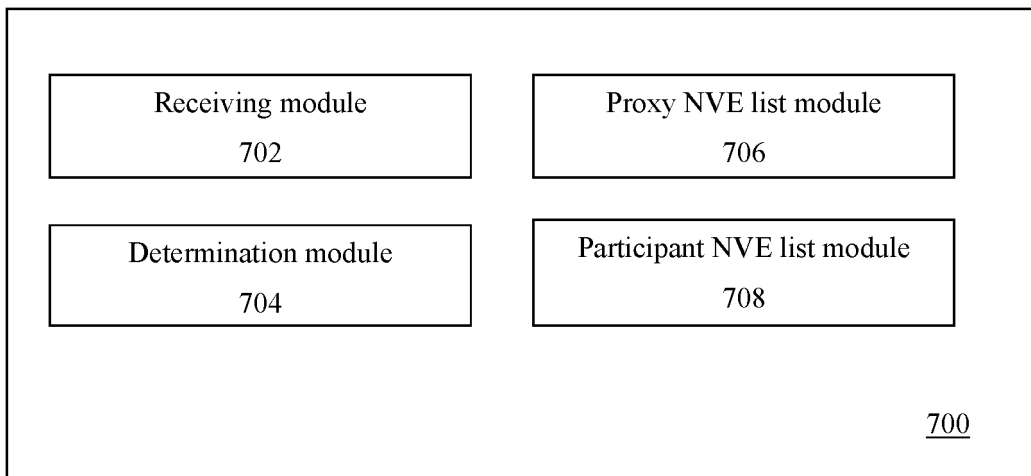 Receiving module
702
Proxy NVE list module
706
Determination module
704
Participant NVE list module
708
700